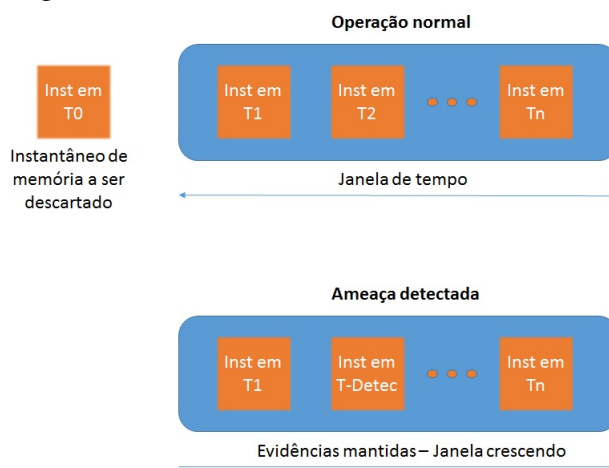 Operação normal
Inst em
T0
Inst em
T1
Inst em
T2
Inst em
Tn
Instantâneo de
memória a ser
descartado
Janela de tempo
Ameaça detectada
Inst em
T1
Inst em
T-Detec
Inst em
Tn
Evidências mantidas – Janela crescendo